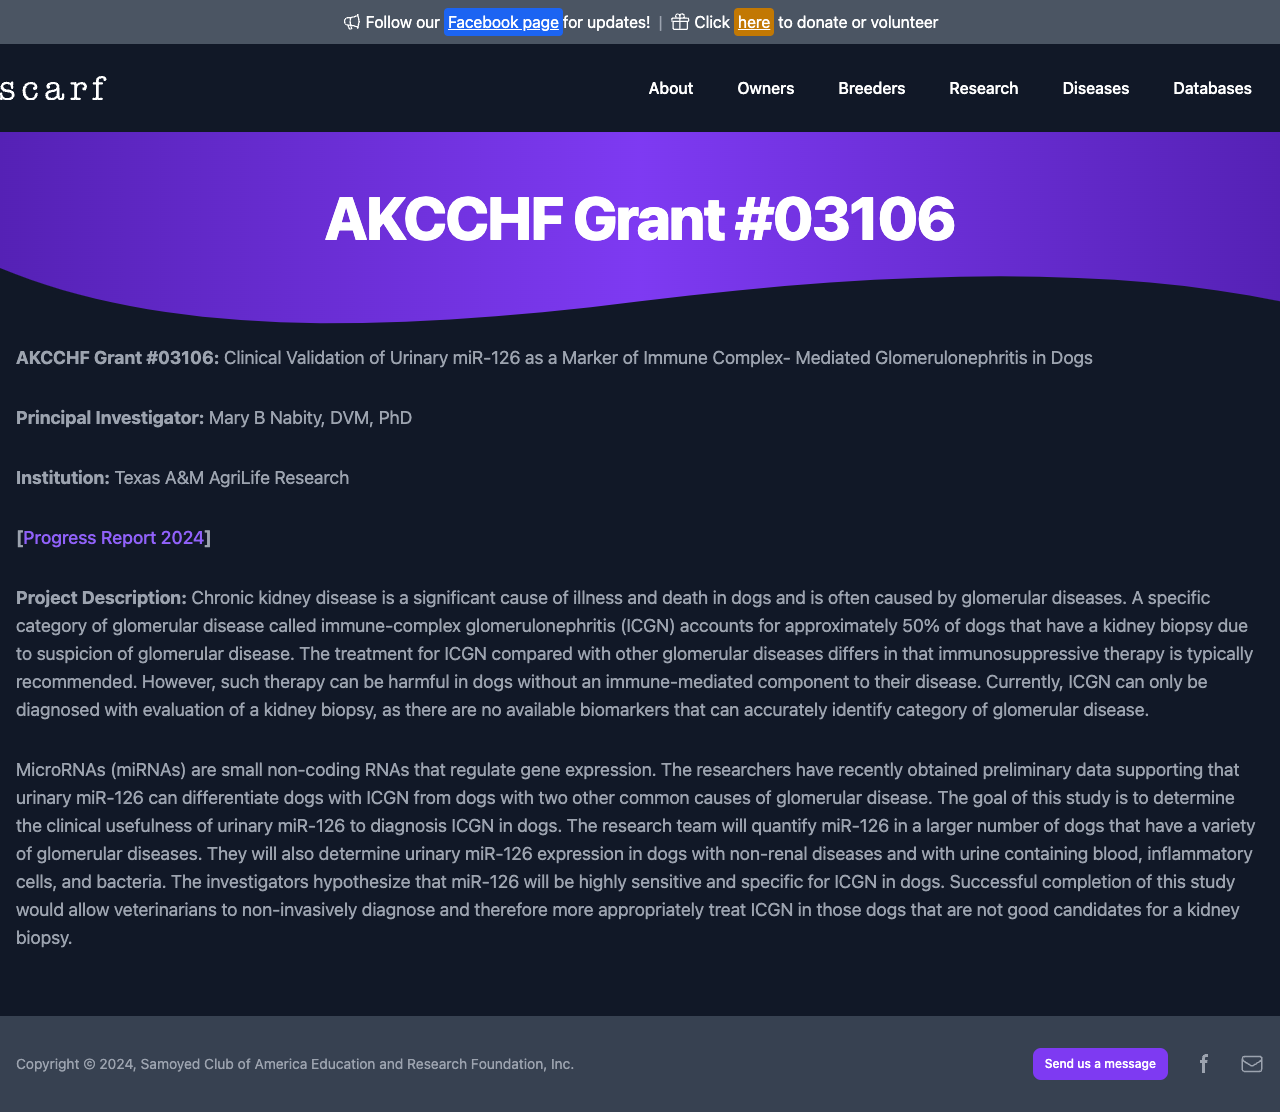 Follow our Facebook page for updates! | Click here to donate or volunteer
scarf
About Owners Breeders Research Diseases Databases
AKCCHF Grant #03106
AKCCHF Grant #03106: Clinical Validation of Urinary miR-126 as a Marker of Immune Complex- Mediated Glomerulonephritis in Dogs
Principal Investigator: Mary B Nabity, DVM, PhD
Institution: Texas A&M AgriLife Research
[Progress Report 2024]
Project Description: Chronic kidney disease is a significant cause of illness and death in dogs and is often caused by glomerular diseases. A specific
category of glomerular disease called immune-complex glomerulonephritis (ICGN) accounts for approximately 50% of dogs that have a kidney biopsy due
to suspicion of glomerular disease. The treatment for ICGN compared with other glomerular diseases differs in that immunosuppressive therapy is typically
recommended. However, such therapy can be harmful in dogs without an immune-mediated component to their disease. Currently, ICGN can only be
diagnosed with evaluation of a kidney biopsy, as there are no available biomarkers that can accurately identify category of glomerular disease.
MicroRNAs (miRNAs) are small non-coding RNAs that regulate gene expression. The researchers have recently obtained preliminary data supporting that
urinary miR-126 can differentiate dogs with ICGN from dogs with two other common causes of glomerular disease. The goal of this study is to determine
the clinical usefulness of urinary miR-126 to diagnosis ICGN in dogs. The research team will quantify miR-126 in a larger number of dogs that have a variety
of glomerular diseases. They will also determine urinary miR-126 expression in dogs with non-renal diseases and with urine containing blood, inflammatory
cells, and bacteria. The investigators hypothesize that miR-126 will be highly sensitive and specific for ICGN in dogs. Successful completion of this study
would allow veterinarians to non-invasively diagnose and therefore more appropriately treat ICGN in those dogs that are not good candidates for a kidney
biopsy.
Copyright © 2024, Samoyed Club of America Education and Research Foundation, Inc.
Send us a message